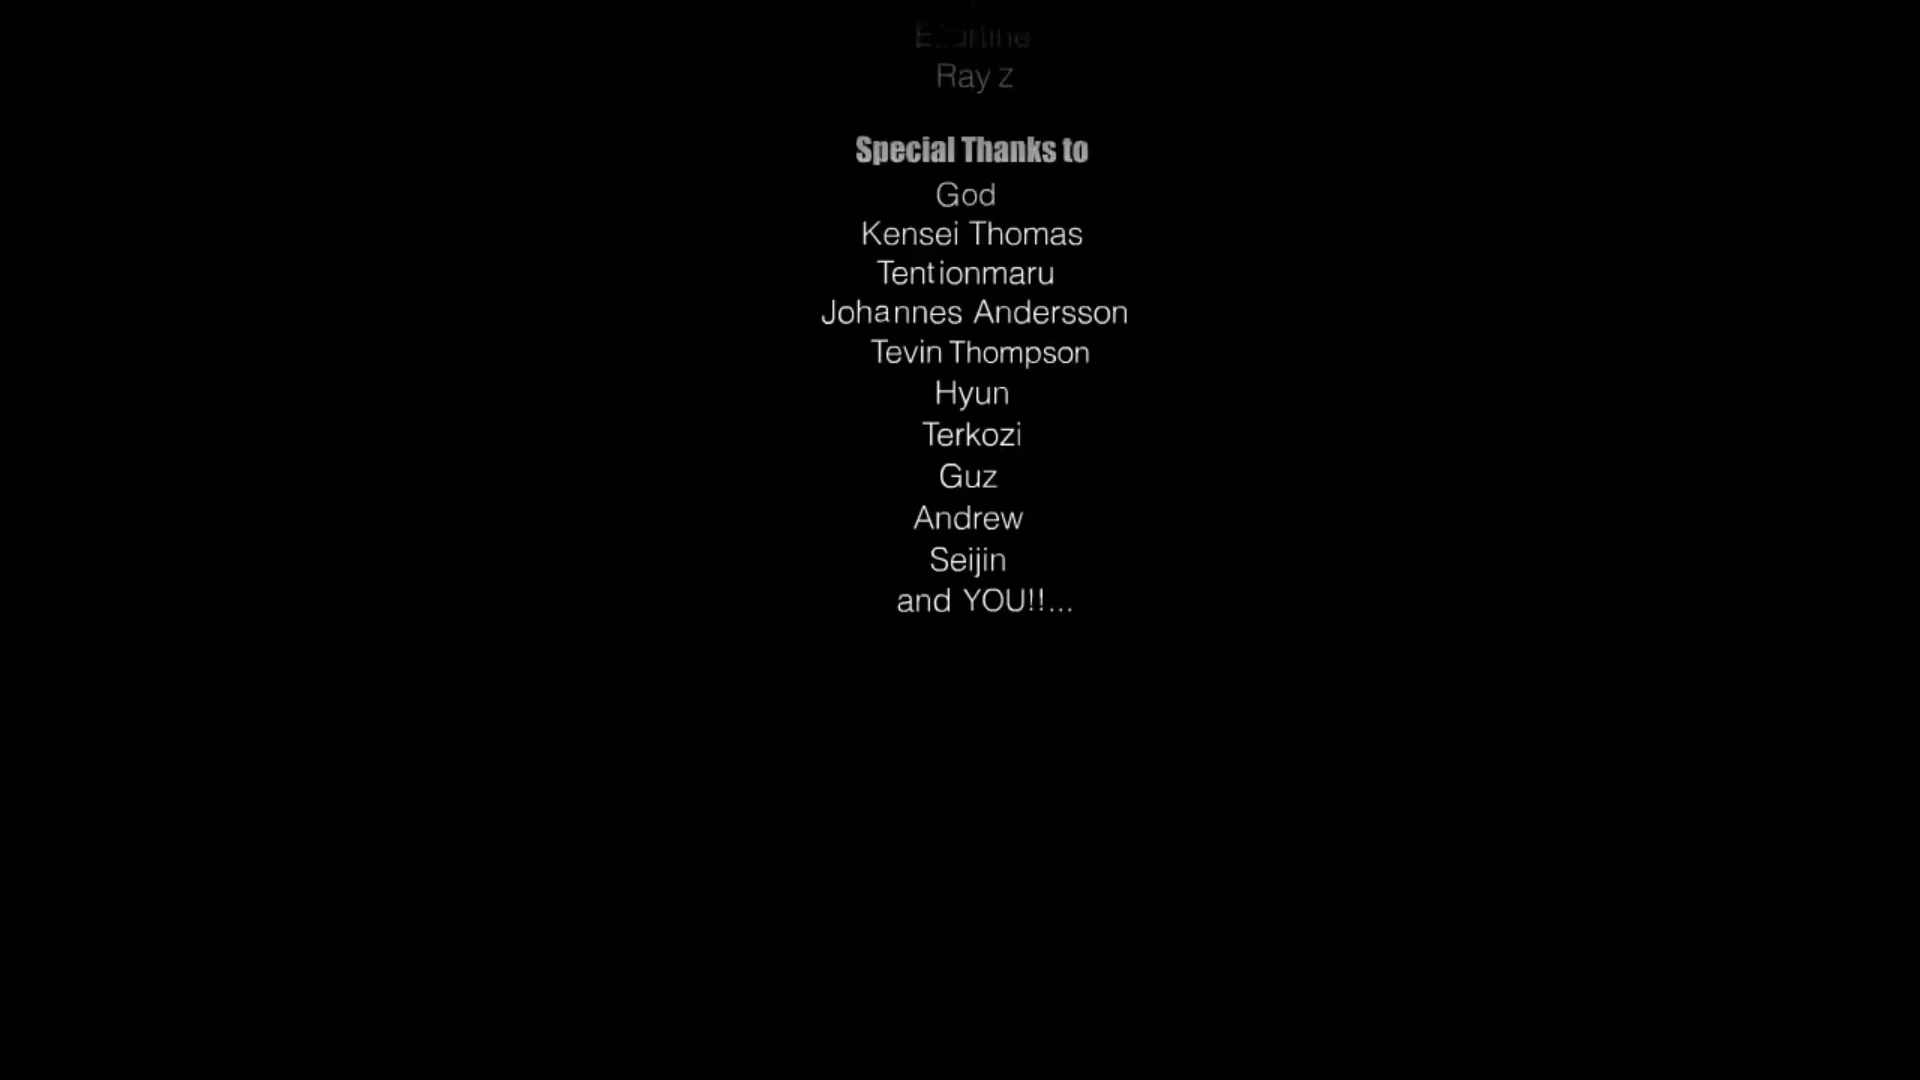 Ray z
Special Thanks to
God
Kensei Thomas
Tentionmaru
Johannes Andersson
Tevin Thompson
Hyun
Terkozi
Guz
Andrew
Seijin
and YOU!!...